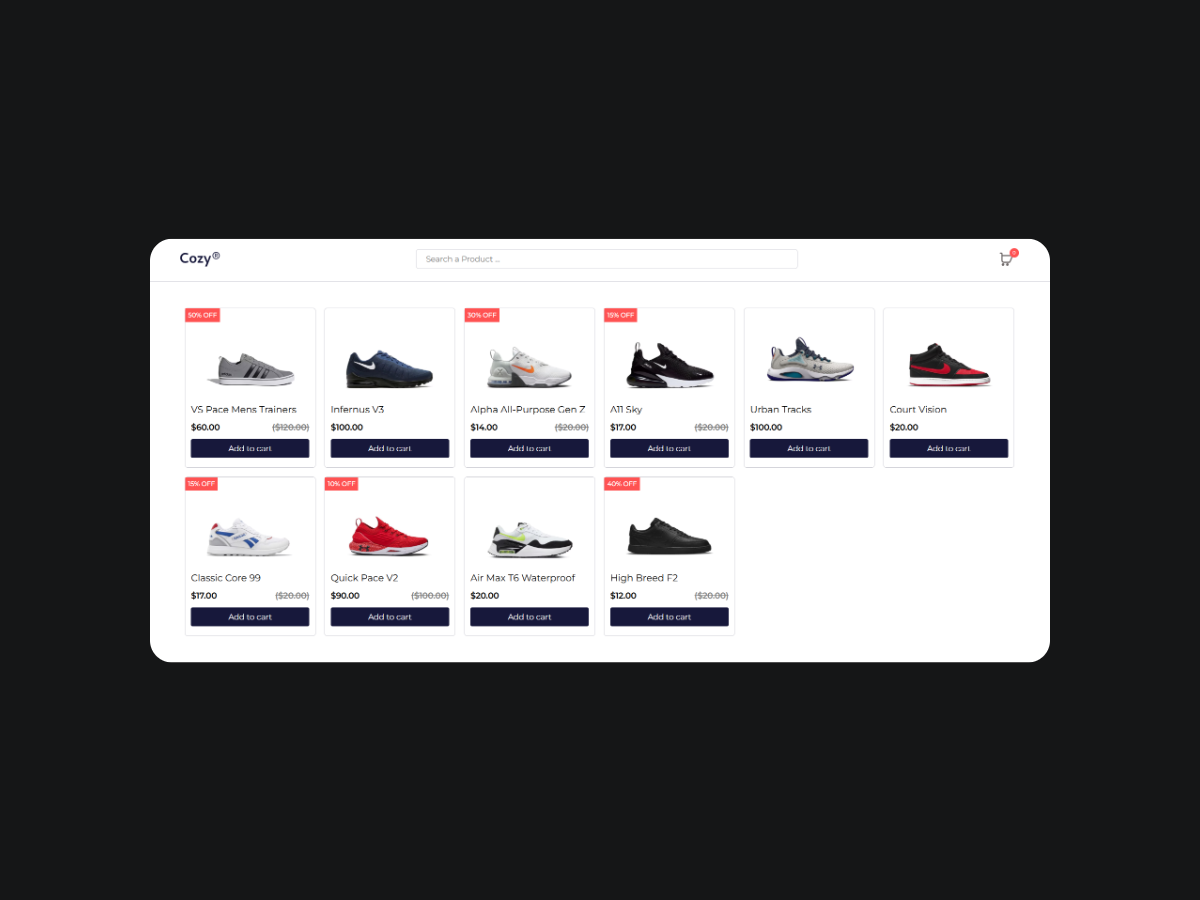 Cozy®
Search a Product ...
0
50% OFF
VS Pace Mens Trainers
$60.00 ($120.00)
Add to cart
Infernus V3
$100.00
Add to cart
30% OFF
Alpha All-Purpose Gen Z
$14.00 ($20.00)
Add to cart
15% OFF
A11 Sky
$17.00 ($20.00)
Add to cart
Urban Tracks
$100.00
Add to cart
Court Vision
$20.00
Add to cart
15% OFF
Classic Core 99
$17.00 ($20.00)
Add to cart
10% OFF
Quick Pace V2
$90.00 ($100.00)
Add to cart
Air Max T6 Waterproof
$20.00
Add to cart
40% OFF
High Breed F2
$12.00 ($20.00)
Add to cart